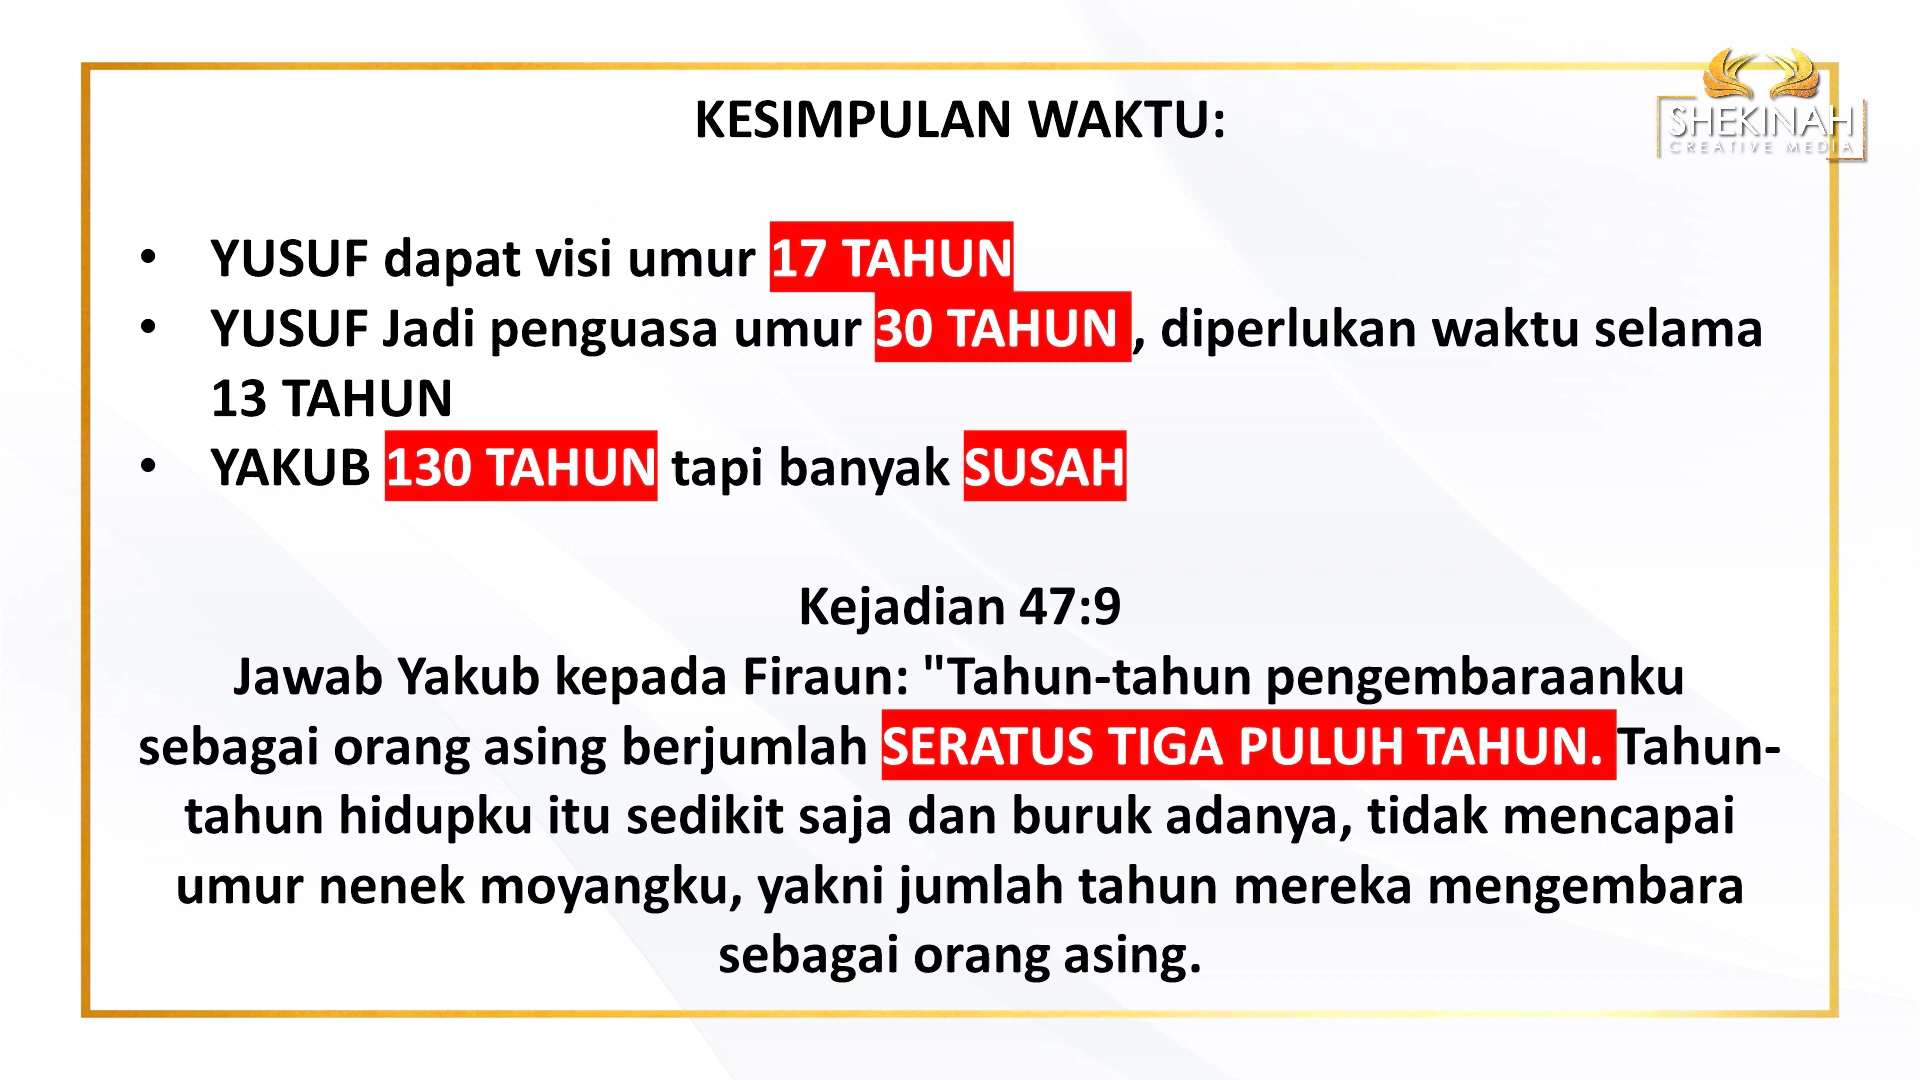 SHEKINAH
CREATIVE MEDIA
KESIMPULAN WAKTU:
• YUSUF dapat visi umur 17 TAHUN
• YUSUF Jadi penguasa umur 30 TAHUN , diperlukan waktu selama
13 TAHUN
• YAKUB 130 TAHUN tapi banyak SUSAH
Kejadian 47:9
Jawab Yakub kepada Firaun: "Tahun-tahun pengembaraanku
sebagai orang asing berjumlah SERATUS TIGA PULUH TAHUN. Tahun-
tahun hidupku itu sedikit saja dan buruk adanya, tidak mencapai
umur nenek moyangku, yakni jumlah tahun mereka mengembara
sebagai orang asing.